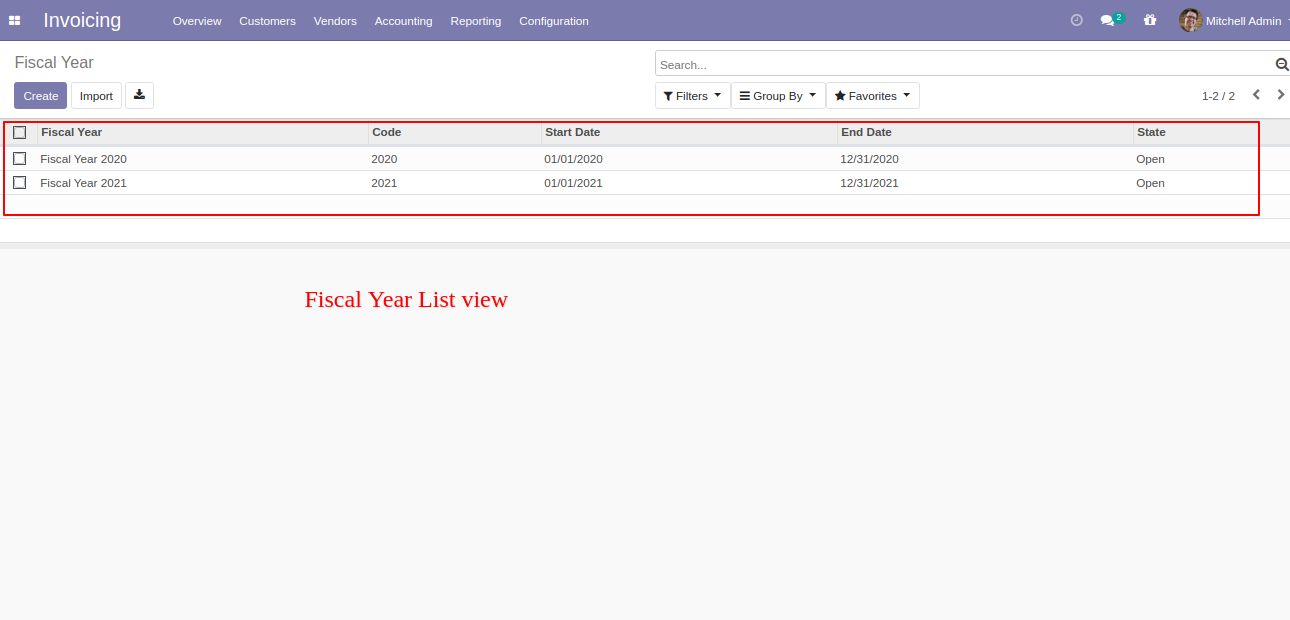 Invoicing Overview Customers Vendors Accounting Reporting Configuration 2 Mitchell Admin
Fiscal Year
Search...
Create Import Filters Group By Favorites 1-2 / 2
Fiscal Year Code Start Date End Date State
Fiscal Year 2020 2020 01/01/2020 12/31/2020 Open
Fiscal Year 2021 2021 01/01/2021 12/31/2021 Open
Fiscal Year List view